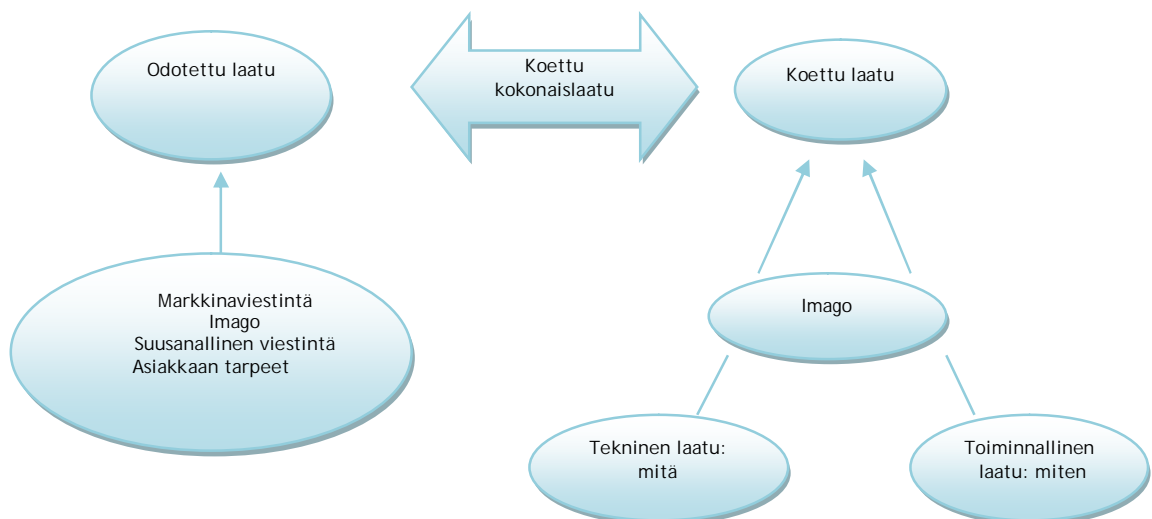 Odotettu laatu
Koettu
kokonaislaatu
Koettu laatu
Markkinaviestintä
Imago
Suusanallinen viestintä
Asiakkaan tarpeet
Imago
Tekninen laatu:
mitä
Toiminnallinen
laatu: miten